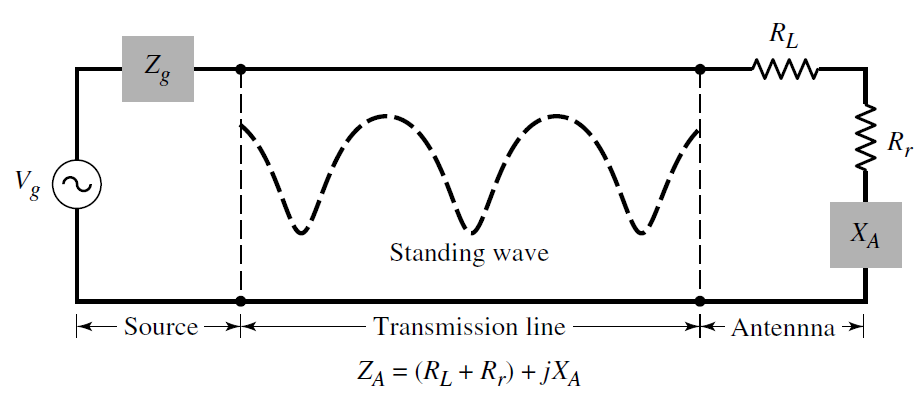 R_L
Z_g
R_r
V_g
X_A
Standing wave
Source
Transmission line
Antennna
Z_A = (R_L + R_r) + jX_A